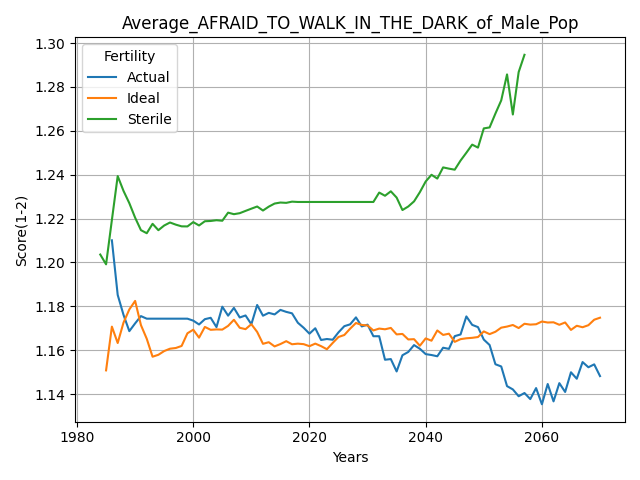 Average_AFRAID_TO_WALK_IN_THE_DARK_of_Male_Pop
Fertility
Actual
Ideal
Sterile
Score(1-2)
1.30
1.28
1.26
1.24
1.22
1.20
1.18
1.16
1.14
1980
2000
2020
2040
2060
Years